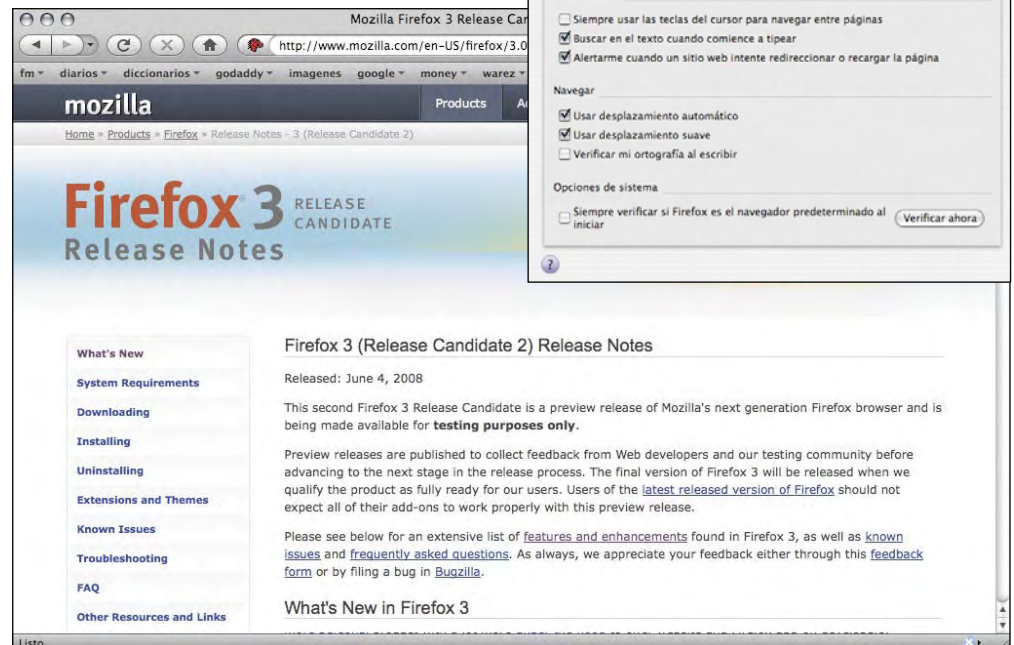 Mozilla Firefox 3 Release Car
http://www.mozilla.com/en-US/firefox/3.0
fm diarios diccionarios godaddy imagenes google money warez
mozilla
Products
Home » Products » Firefox » Release Notes - 3 (Release Candidate 2)
Firefox® 3 RELEASE
CANDIDATE
Release Notes
Siempre usar las teclas del cursor para navegar entre páginas
Buscar en el texto cuando comience a tipear
Alertarme cuando un sitio web intente redireccionar o recargar la página
Navegar
Usar desplazamiento automático
Usar desplazamiento suave
Verificar mi ortografía al escribir
Opciones de sistema
Siempre verificar si Firefox es el navegador predeterminado al
iniciar
Verificar ahora
?
What's New
System Requirements
Downloading
Installing
Uninstalling
Extensions and Themes
Known Issues
Troubleshooting
FAQ
Other Resources and Links
Firefox 3 (Release Candidate 2) Release Notes
Released: June 4, 2008
This second Firefox 3 Release Candidate is a preview release of Mozilla's next generation Firefox browser and is
being made available for testing purposes only.
Preview releases are published to collect feedback from Web developers and our testing community before
advancing to the next stage in the release process. The final version of Firefox 3 will be released when we
qualify the product as fully ready for our users. Users of the latest released version of Firefox should not
expect all of their add-ons to work properly with this preview release.
Please see below for an extensive list of features and enhancements found in Firefox 3, as well as known
issues and frequently asked questions. As always, we appreciate your feedback either through this feedback
form or by filing a bug in Bugzilla.
What's New in Firefox 3
Listo